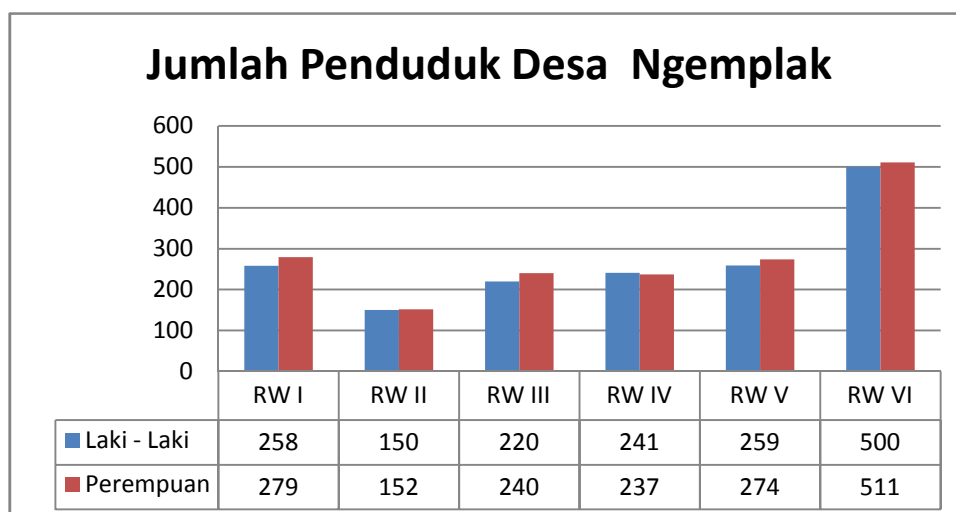 Jumlah Penduduk Desa  Ngemplak
600
500
400
300
200
100
0
RW I RW II RW III RW IV RW V RW VI
Laki - Laki 258 150 220 241 259 500
Perempuan 279 152 240 237 274 511